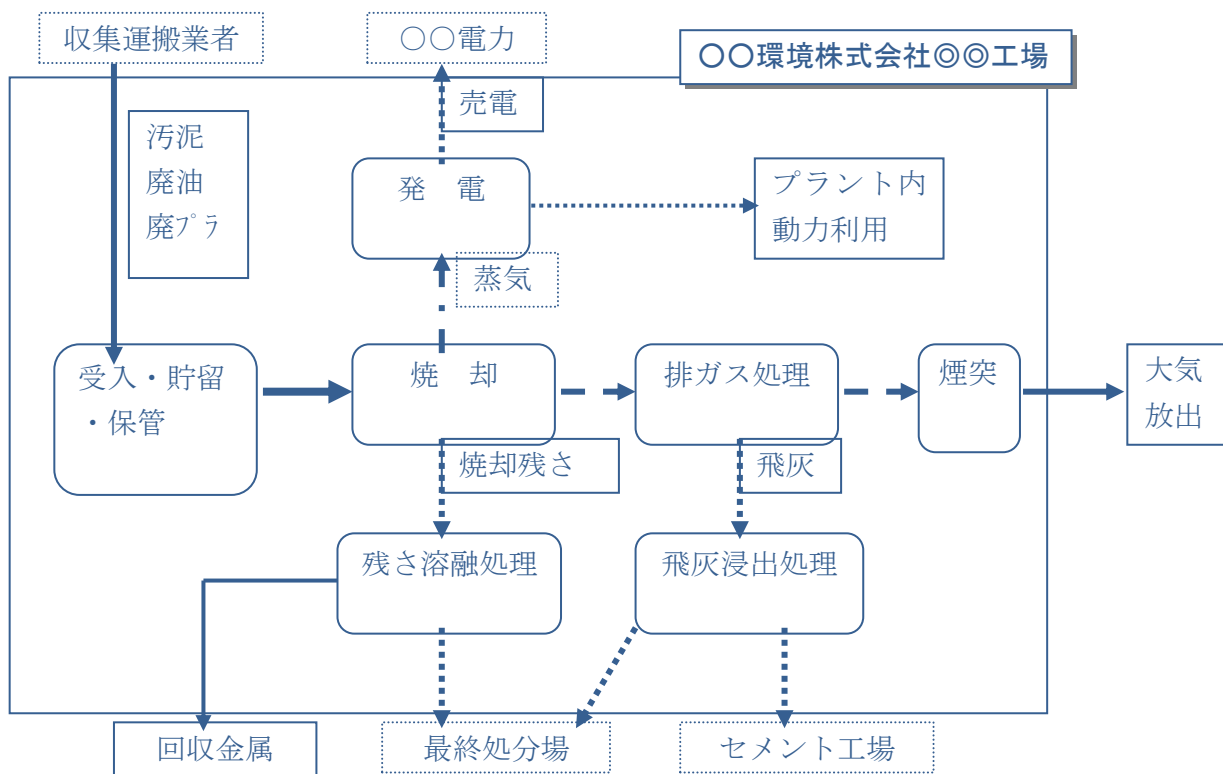 収集運搬業者
〇〇電力
〇〇環境株式会社◎◎工場
売電
汚泥
廃油
廃プラ
発　電
プラント内
動力利用
蒸気
受入・貯留
・保管
焼　却
排ガス処理
煙突
大気
放出
焼却残さ
飛灰
残さ溶融処理
飛灰浸出処理
回収金属
最終処分場
セメント工場